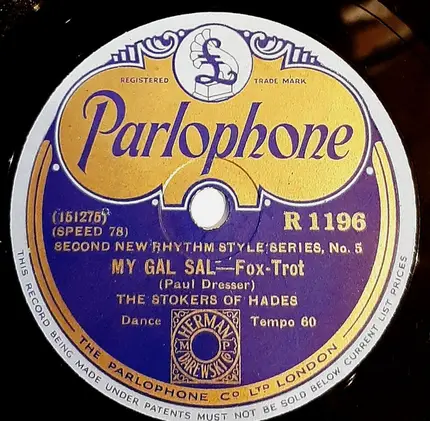 £
REGISTERED TRADE MARK
Parlophone
(151275)
(SPEED 78)
R 1196
SECOND NEW RHYTHM STYLE SERIES, No. 5
MY GAL SAL—Fox-Trot
(Paul Dresser)
THE STOKERS OF HADES
Dance Tempo 60
HERMAN
M P
DAREWSKI
THE PARLOPHONE CO LTD LONDON
THIS RECORD BEING MADE UNDER PATENTS MUST NOT BE SOLD BELOW CURRENT LIST PRICES